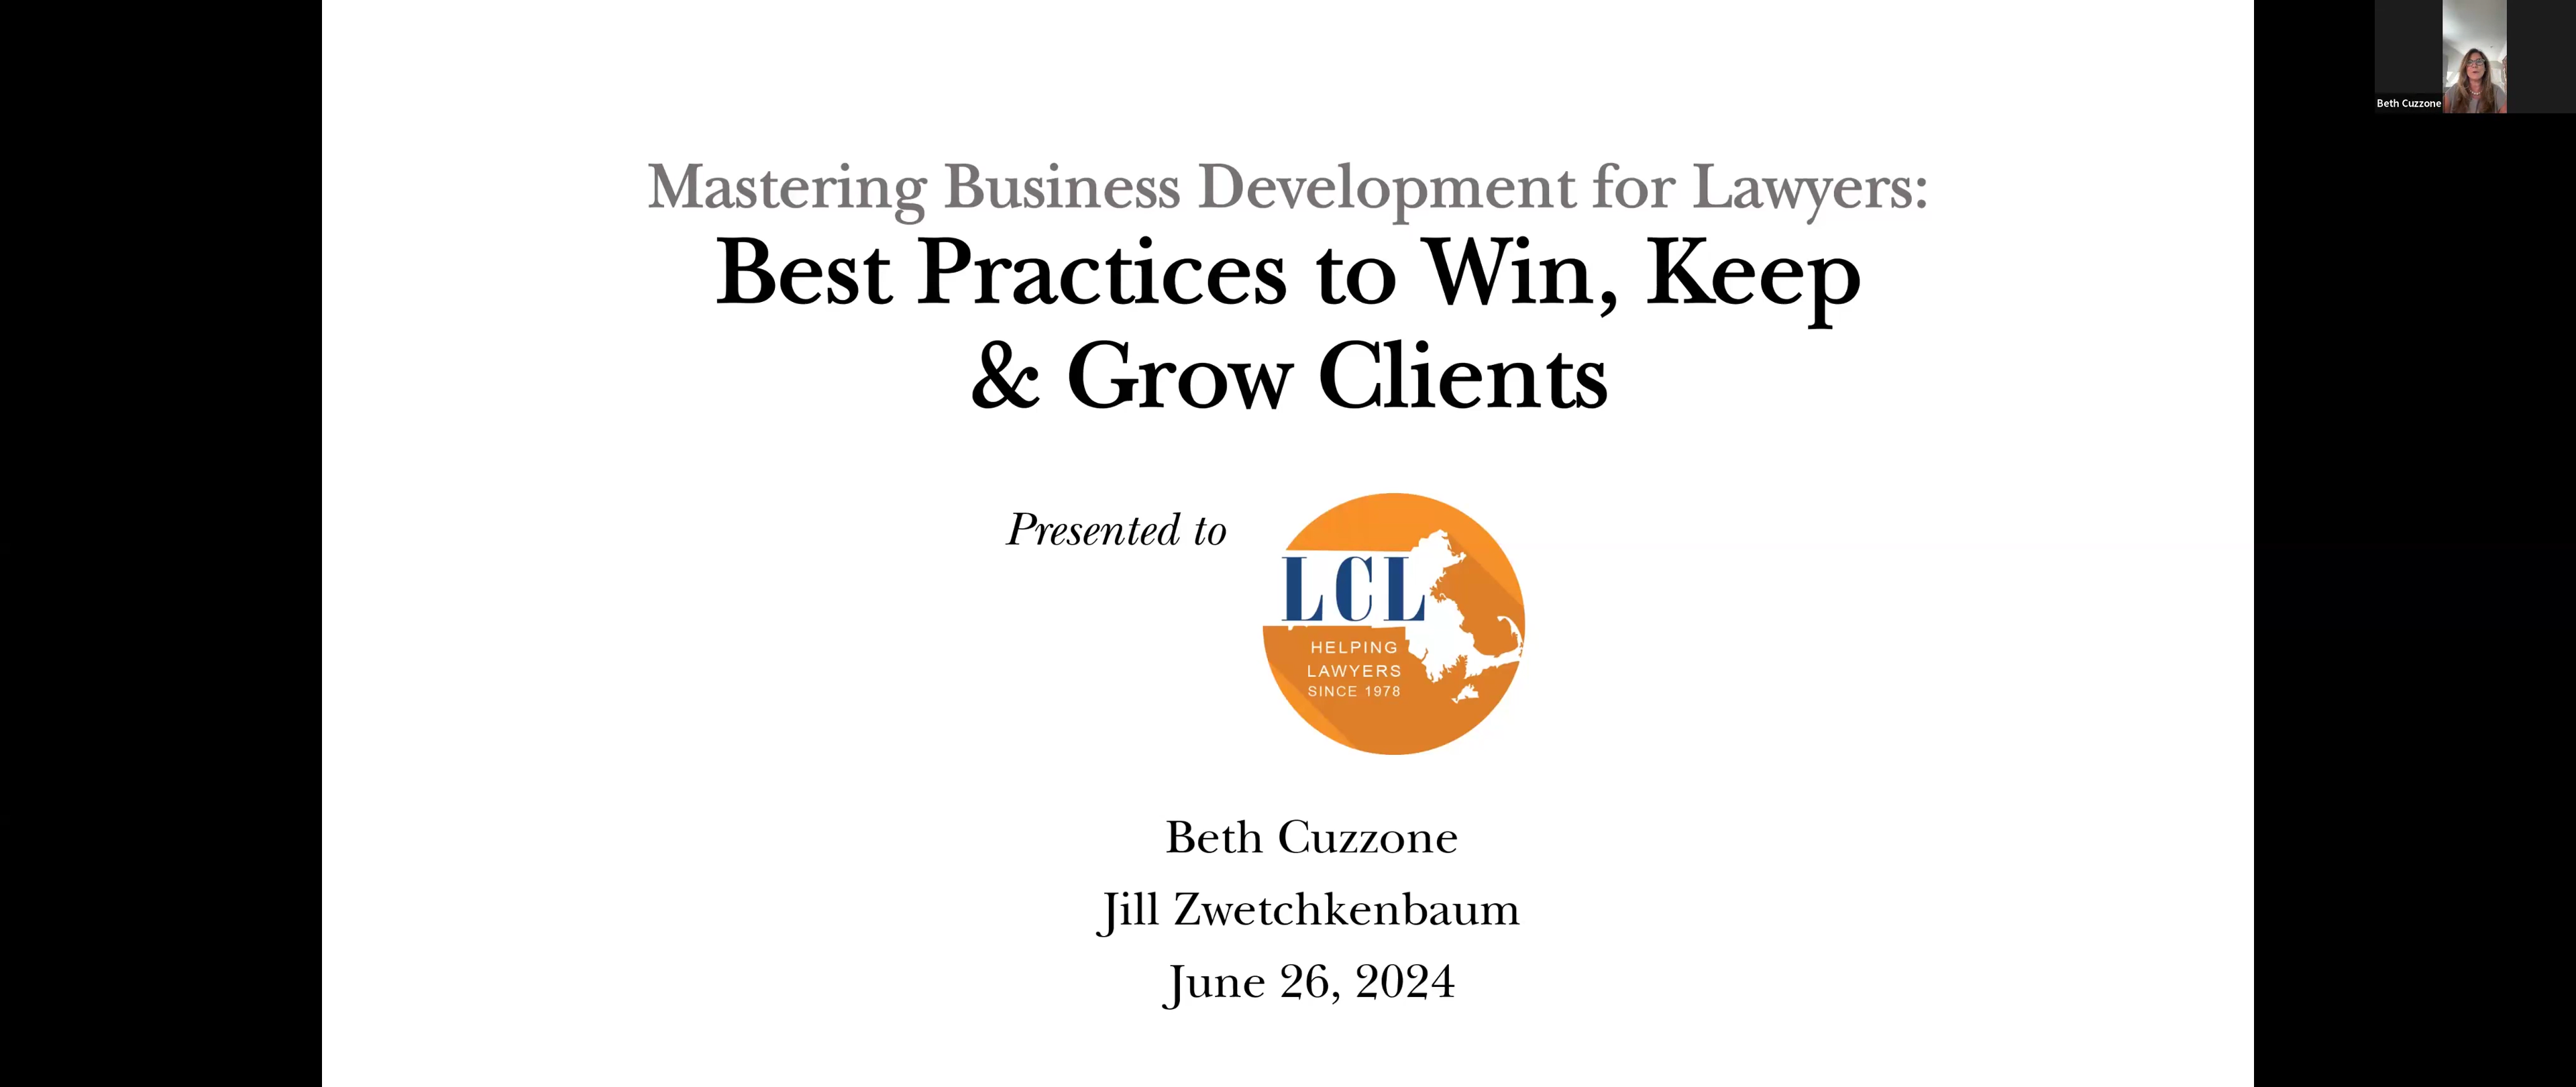 Mastering Business Development for Lawyers:
Best Practices to Win, Keep
& Grow Clients
Presented to
LCL
HELPING
LAWYERS
SINCE 1978
Beth Cuzzone
Jill Zwetchkenbaum
June 26, 2024
Beth Cuzzone